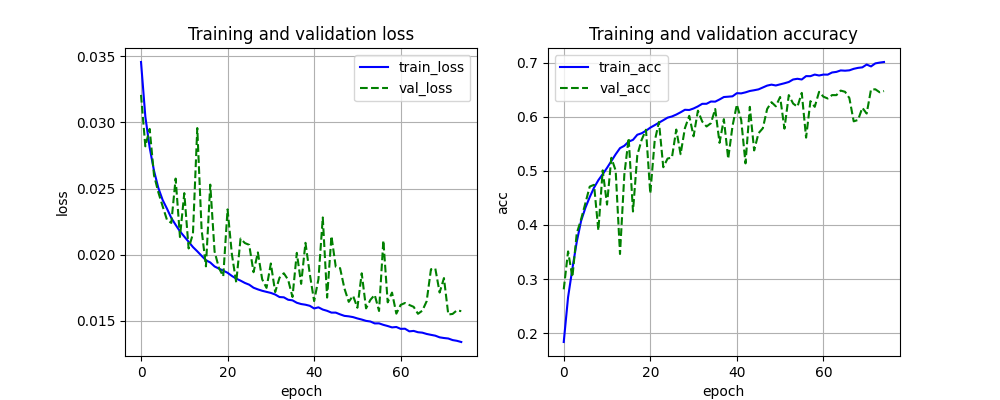 Training and validation loss
0.035
0.030
0.025
0.020
0.015
loss
0
20
40
60
epoch
train_loss
val_loss
Training and validation accuracy
0.7
0.6
0.5
0.4
0.3
0.2
acc
0
20
40
60
epoch
train_acc
val_acc